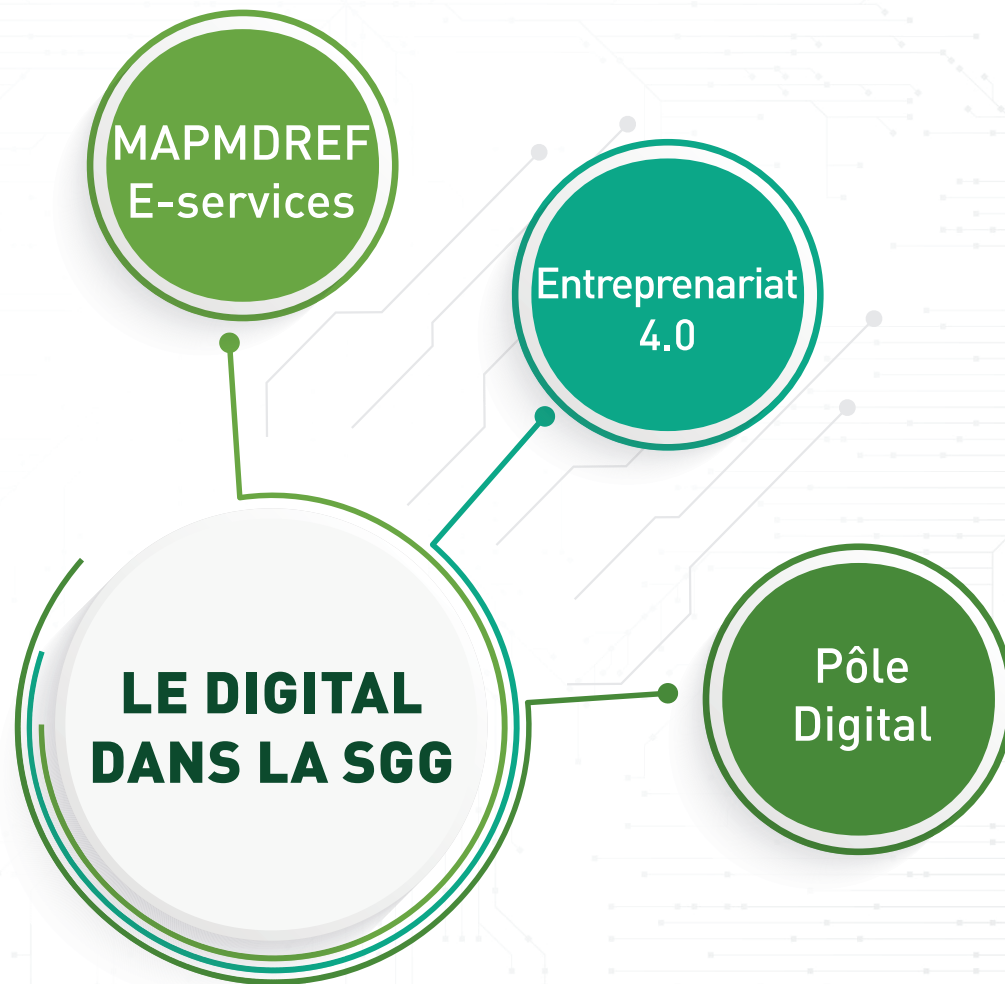 MAPMDREF
E-services
Entreprenariat
4.0
Pôle
Digital
LE DIGITAL
DANS LA SGG